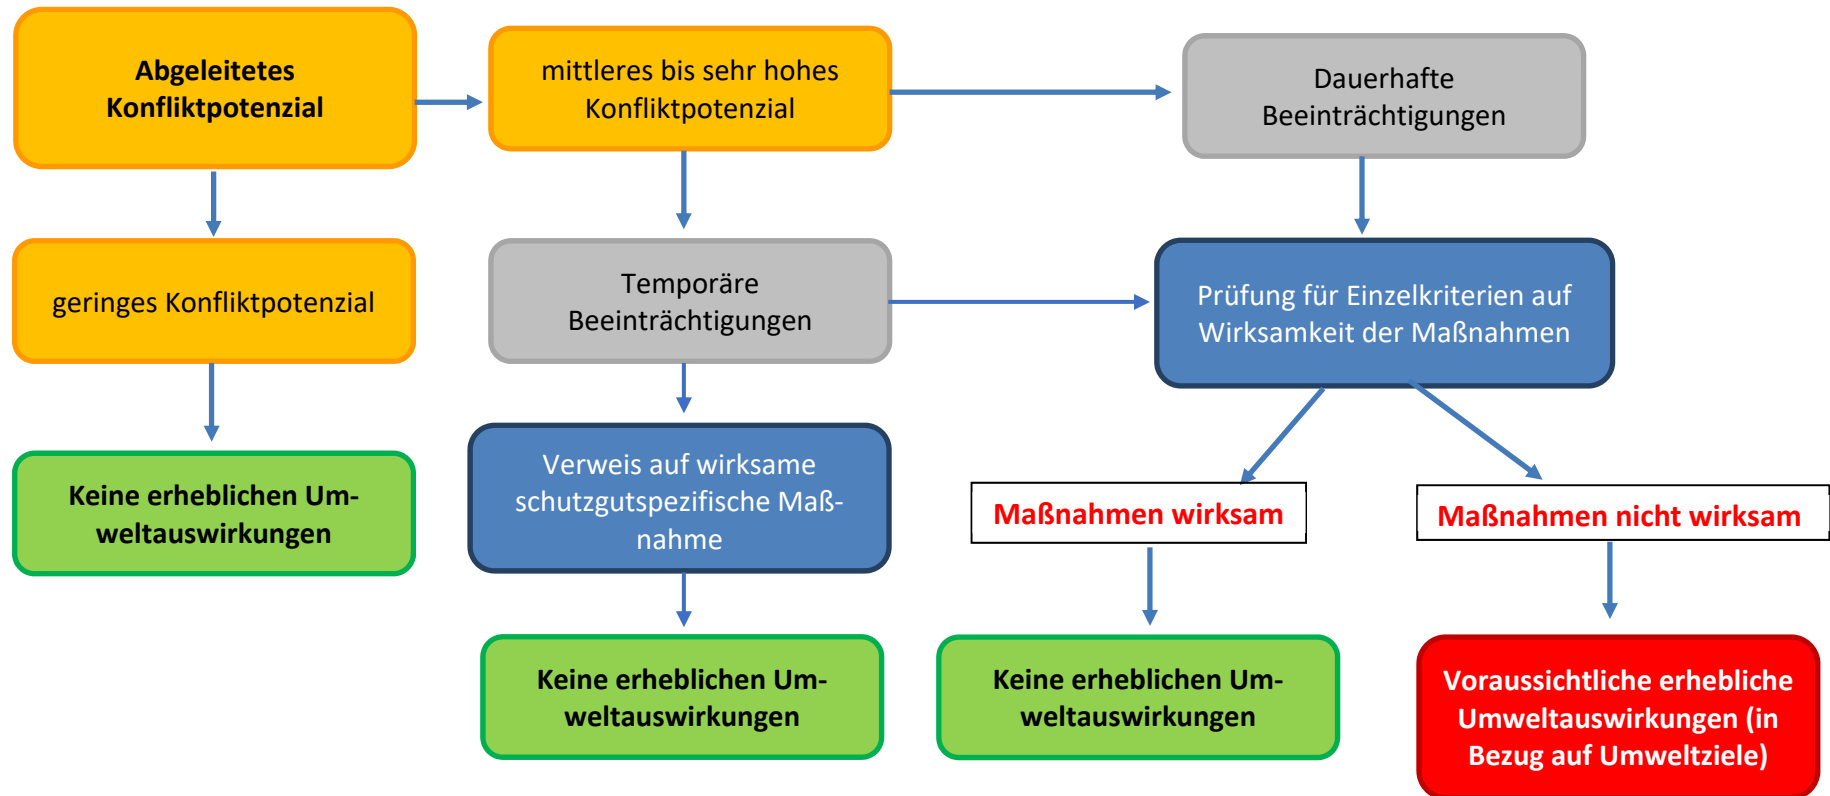 Abgeleitetes
Konfliktpotenzial
mittleres bis sehr hohes
Konfliktpotenzial
Dauerhafte
Beeinträchtigungen
geringes Konfliktpotenzial
Temporäre
Beeinträchtigungen
Prüfung für Einzelkriterien auf
Wirksamkeit der Maßnahmen
Keine erheblichen Um-
weltauswirkungen
Verweis auf wirksame
schutzgutspezifische Maß-
nahme
Maßnahmen wirksam
Maßnahmen nicht wirksam
Keine erheblichen Um-
weltauswirkungen
Keine erheblichen Um-
weltauswirkungen
Voraussichtliche erhebliche
Umweltauswirkungen (in
Bezug auf Umweltziele)